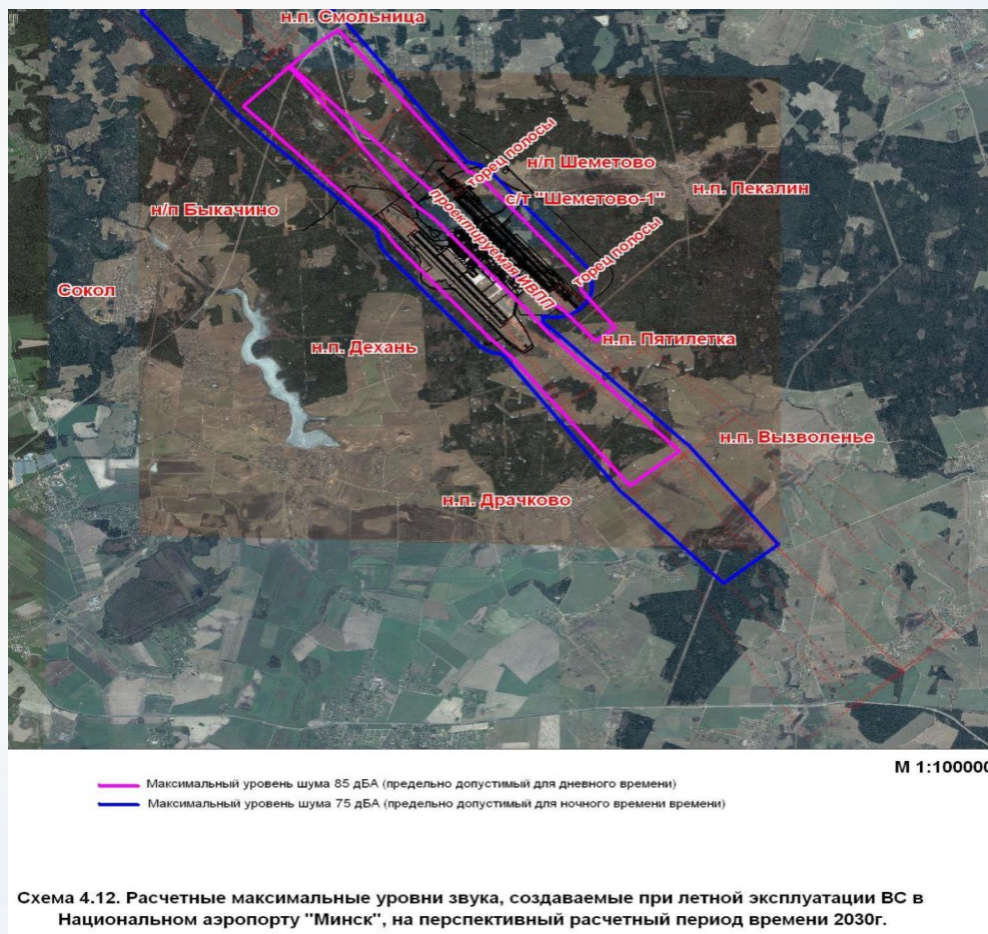 н.п. Смольница
торец полосы
н/п Шеметово
н.п. Пекалин
с/т "Шеметово-1"
н/п Быкачино
проектируемая ИВПП
торец полосы
Сокол
н.п. Дехань
н.п. Пятилетка
н.п. Вызволенье
н.п. Драчково
М 1:100000
Максимальный уровень шума 85 дБА (предельно допустимый для дневного времени)
Максимальный уровень шума 75 дБА (предельно допустимый для ночного времени времени)
Схема 4.12. Расчетные максимальные уровни звука, создаваемые при летной эксплуатации ВС в
Национальном аэропорту "Минск", на перспективный расчетный период времени 2030г.